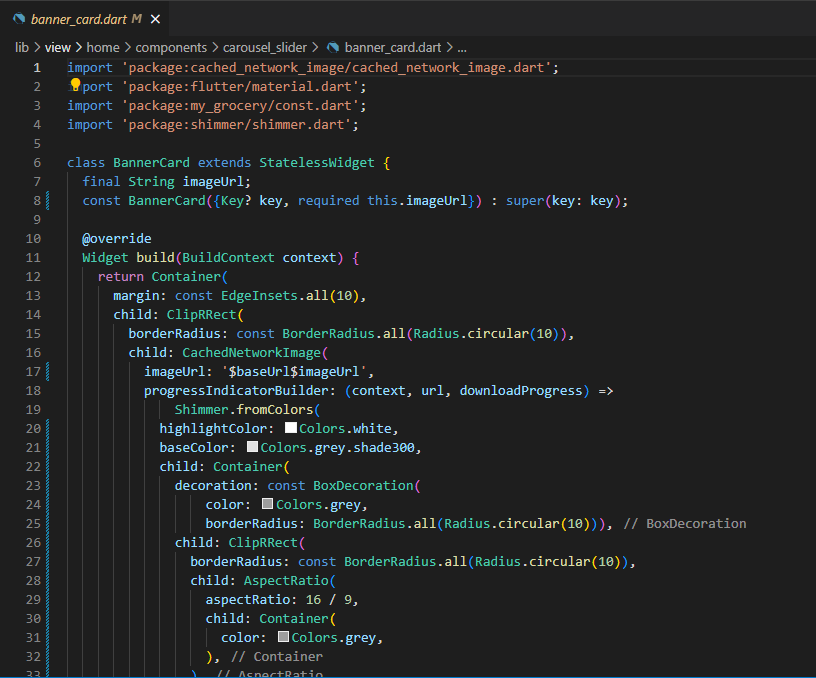 banner_card.dart M ×
lib > view > home > components > carousel_slider > banner_card.dart > ...
1 import 'package:cached_network_image/cached_network_image.dart';
2 import 'package:flutter/material.dart';
3 import 'package:my_grocery/const.dart';
4 import 'package:shimmer/shimmer.dart';
5
6 class BannerCard extends StatelessWidget {
7   final String imageUrl;
8   const BannerCard({Key? key, required this.imageUrl}) : super(key: key);
9
10   @override
11   Widget build(BuildContext context) {
12     return Container(
13       margin: const EdgeInsets.all(10),
14       child: ClipRRect(
15         borderRadius: const BorderRadius.all(Radius.circular(10)),
16         child: CachedNetworkImage(
17           imageUrl: '$baseUrl$imageUrl',
18           progressIndicatorBuilder: (context, url, downloadProgress) =>
19               Shimmer.fromColors(
20             highlightColor: Colors.white,
21             baseColor: Colors.grey.shade300,
22             child: Container(
23               decoration: const BoxDecoration(
24                   color: Colors.grey,
25                   borderRadius: BorderRadius.all(Radius.circular(10))), // BoxDecoration
26               child: ClipRRect(
27                 borderRadius: const BorderRadius.all(Radius.circular(10)),
28                 child: AspectRatio(
29                   aspectRatio: 16 / 9,
30                   child: Container(
31                     color: Colors.grey,
32                   ), // Container
33                 ), // AspectRatio